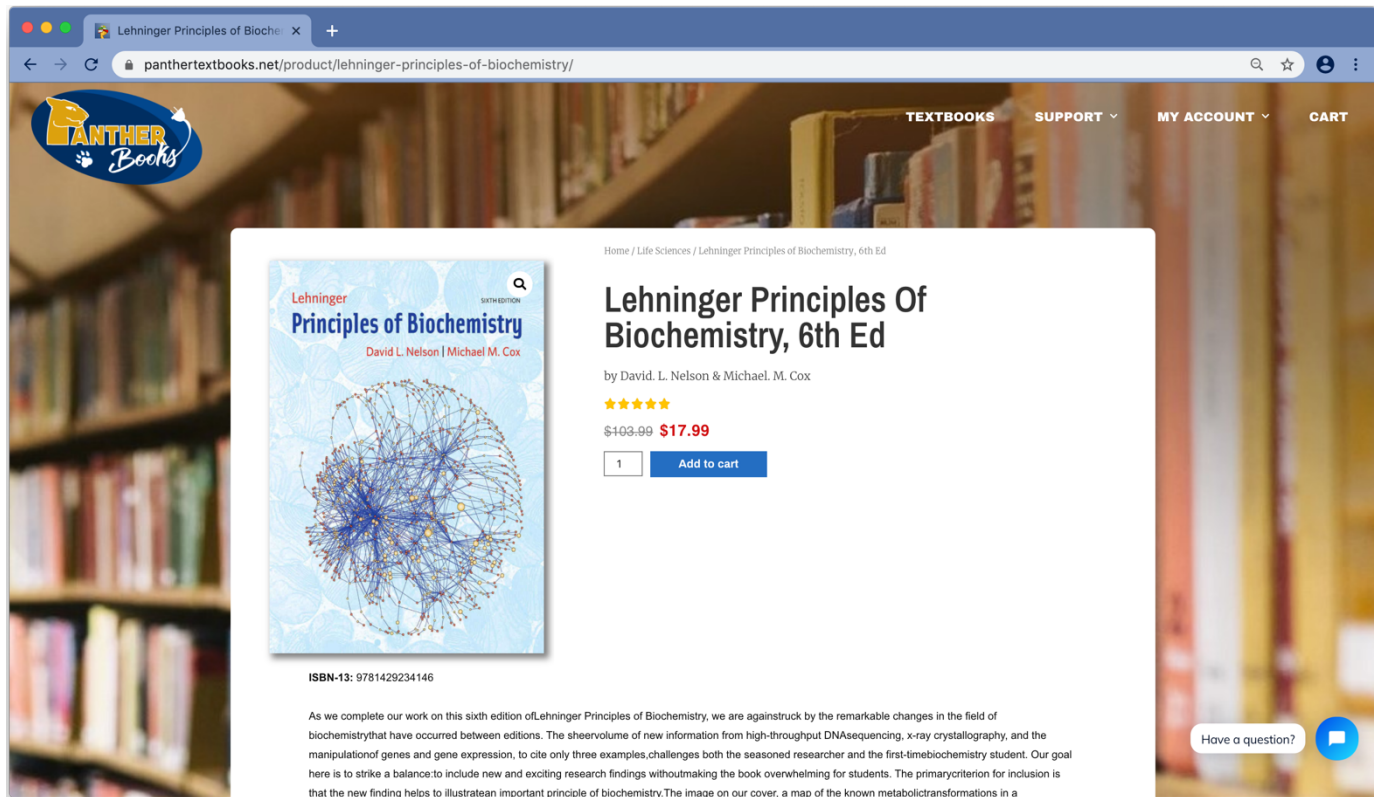 Lehninger Principles of Biocher
panthertextbooks.net/product/lehninger-principles-of-biochemistry/
PANTHER
Books
TEXTBOOKS
SUPPORT
MY ACCOUNT
CART
Home / Life Sciences / Lehninger Principles of Biochemistry, 6th Ed
Lehninger
SIXTH EDITION
Principles of Biochemistry
David L. Nelson | Michael M. Cox
Lehninger Principles Of
Biochemistry, 6th Ed
by David. L. Nelson & Michael. M. Cox
$103.99 $17.99
1
Add to cart
ISBN-13: 9781429234146
As we complete our work on this sixth edition ofLehninger Principles of Biochemistry, we are againstruck by the remarkable changes in the field of
biochemistrythat have occurred between editions. The sheervolume of new information from high-throughput DNAsequencing, x-ray crystallography, and the
manipulationof genes and gene expression, to cite only three examples,challenges both the seasoned researcher and the first-timebiochemistry student. Our goal
here is to strike a balance:to include new and exciting research findings withoutmaking the book overwhelming for students. The primarycriterion for inclusion is
that the new finding helps to illustratean important principle of biochemistry.The image on our cover, a map of the known metabolictransformations in a
Have a question?